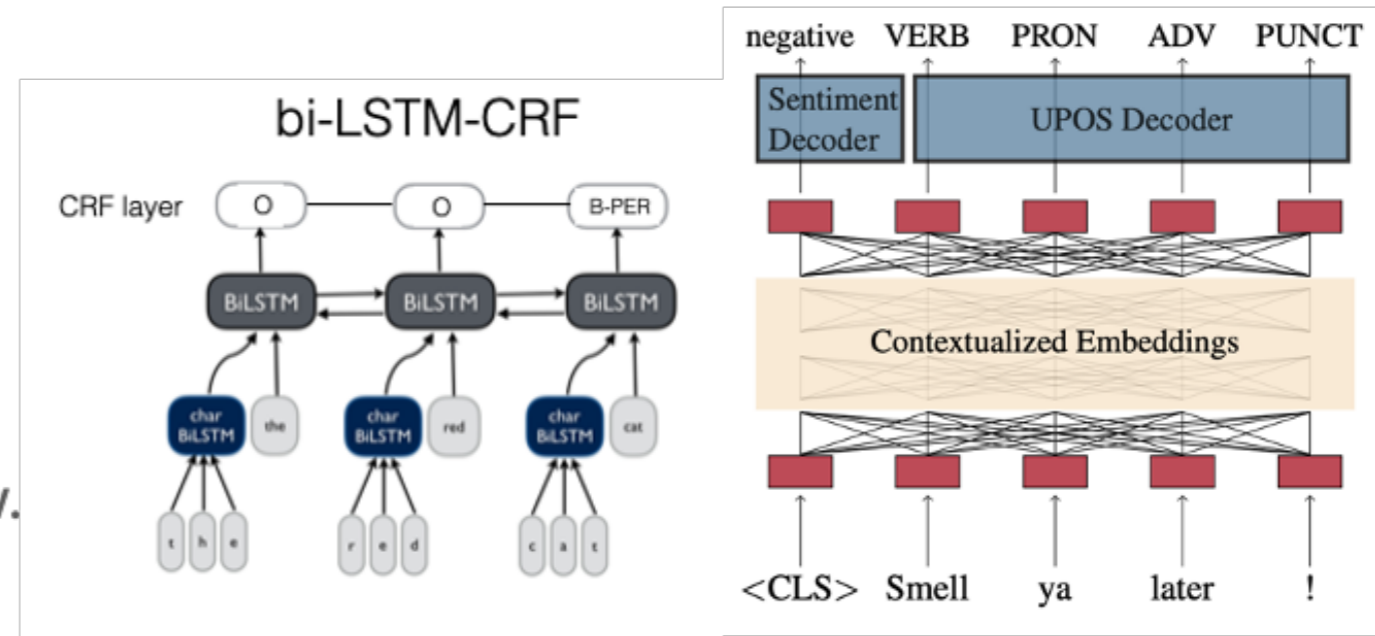 bi-LSTM-CRF
CRF layer
O O B-PER
BiLSTM BiLSTM BiLSTM
char BiLSTM the char BiLSTM red char BiLSTM cat
t h e r e d c a t
y.
negative VERB PRON ADV PUNCT
Sentiment Decoder
UPOS Decoder
Contextualized Embeddings
<CLS> Smell ya later !